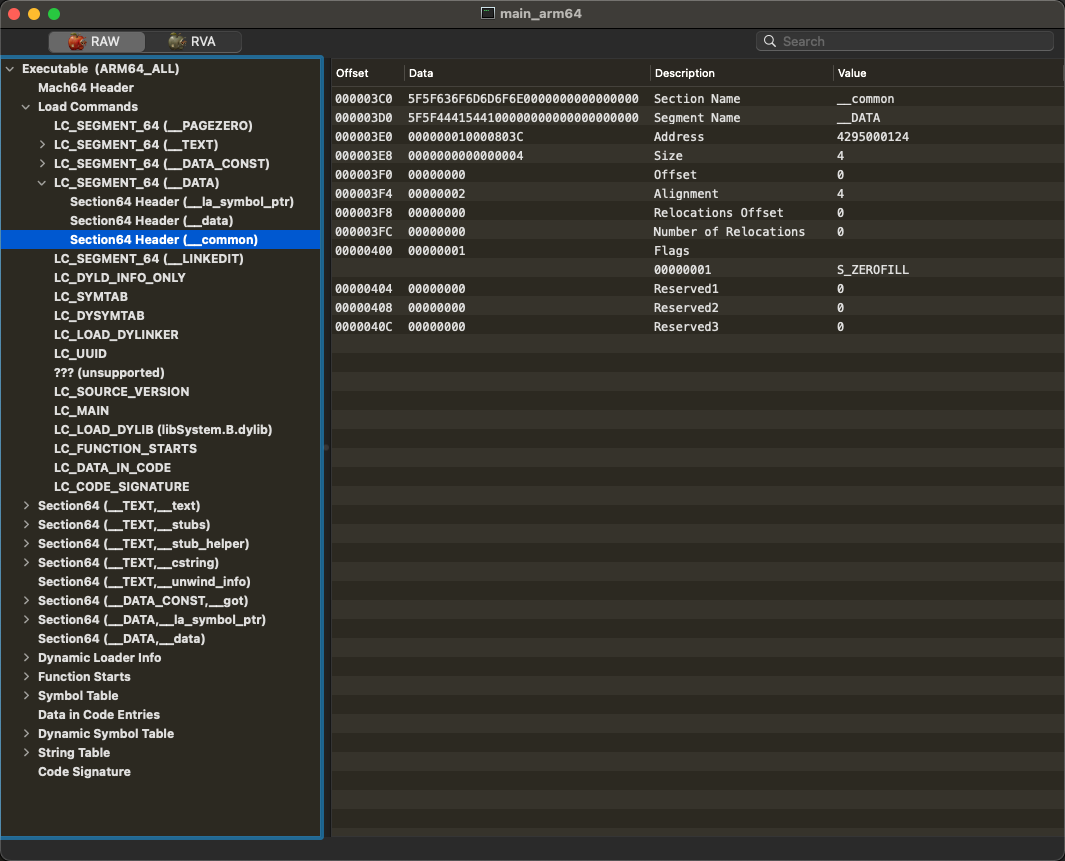 main_arm64
RAW RVA Search
Executable (ARM64_ALL)
Mach64 Header
Load Commands
LC_SEGMENT_64 (__PAGEZERO)
LC_SEGMENT_64 (__TEXT)
LC_SEGMENT_64 (__DATA_CONST)
LC_SEGMENT_64 (__DATA)
Section64 Header (__la_symbol_ptr)
Section64 Header (__data)
Section64 Header (__common)
LC_SEGMENT_64 (__LINKEDIT)
LC_DYLD_INFO_ONLY
LC_SYMTAB
LC_DYSYMTAB
LC_LOAD_DYLINKER
LC_UUID
??? (unsupported)
LC_SOURCE_VERSION
LC_MAIN
LC_LOAD_DYLIB (libSystem.B.dylib)
LC_FUNCTION_STARTS
LC_DATA_IN_CODE
LC_CODE_SIGNATURE
Section64 (__TEXT,__text)
Section64 (__TEXT,__stubs)
Section64 (__TEXT,__stub_helper)
Section64 (__TEXT,__cstring)
Section64 (__TEXT,__unwind_info)
Section64 (__DATA_CONST,__got)
Section64 (__DATA,__la_symbol_ptr)
Section64 (__DATA,__data)
Dynamic Loader Info
Function Starts
Symbol Table
Data in Code Entries
Dynamic Symbol Table
String Table
Code Signature
Offset Data Description Value
000003C0 5F5F636F6D6D6F6E0000000000000000 Section Name __common
000003D0 5F5F4441544100000000000000000000 Segment Name __DATA
000003E0 000000010000803C Address 4295000124
000003E8 0000000000000004 Size 4
000003F0 00000000 Offset 0
000003F4 00000002 Alignment 4
000003F8 00000000 Relocations Offset 0
000003FC 00000000 Number of Relocations 0
00000400 00000001 Flags
00000001 S_ZEROFILL
00000404 00000000 Reserved1 0
00000408 00000000 Reserved2 0
0000040C 00000000 Reserved3 0